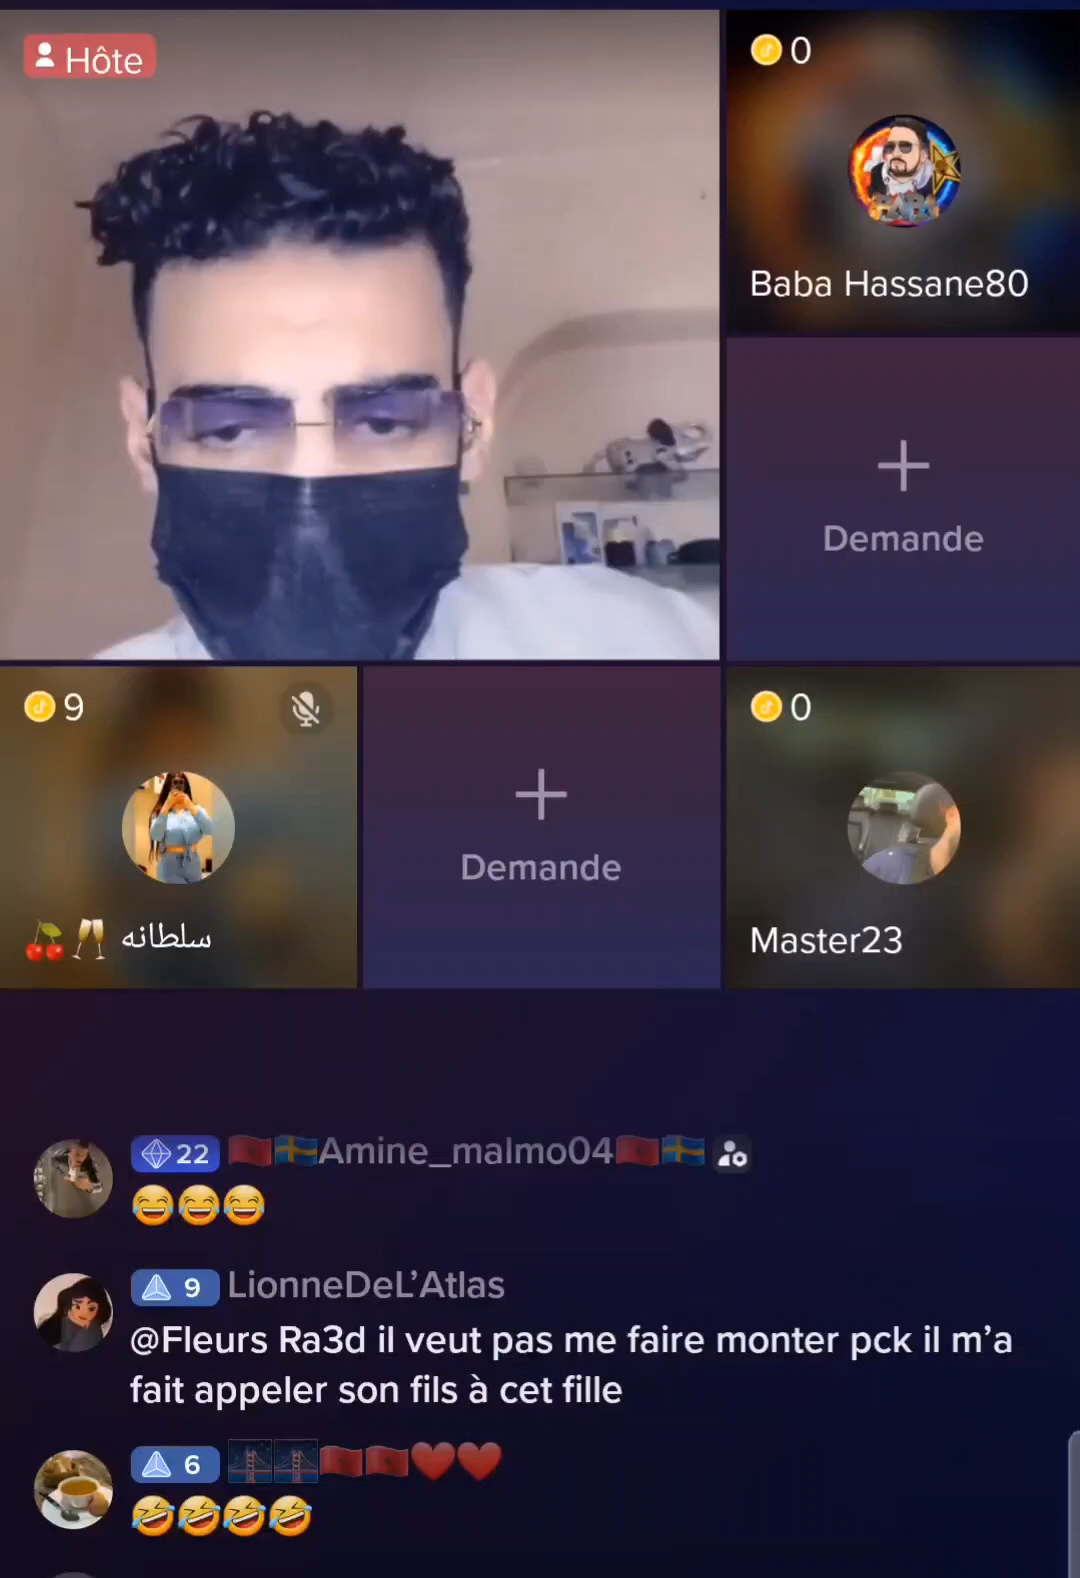 Hôte
0
Baba Hassane80
Demande
9
سلطانه
Demande
0
Master23
22 Amine_malmo04
😂😂😂
9 LionneDeL’Atlas
@Fleurs Ra3d il veut pas me faire monter pck il m’a
fait appeler son fils à cet fille
6 🌉🌉🇲🇦🇲🇦❤️❤️
🤣🤣🤣🤣